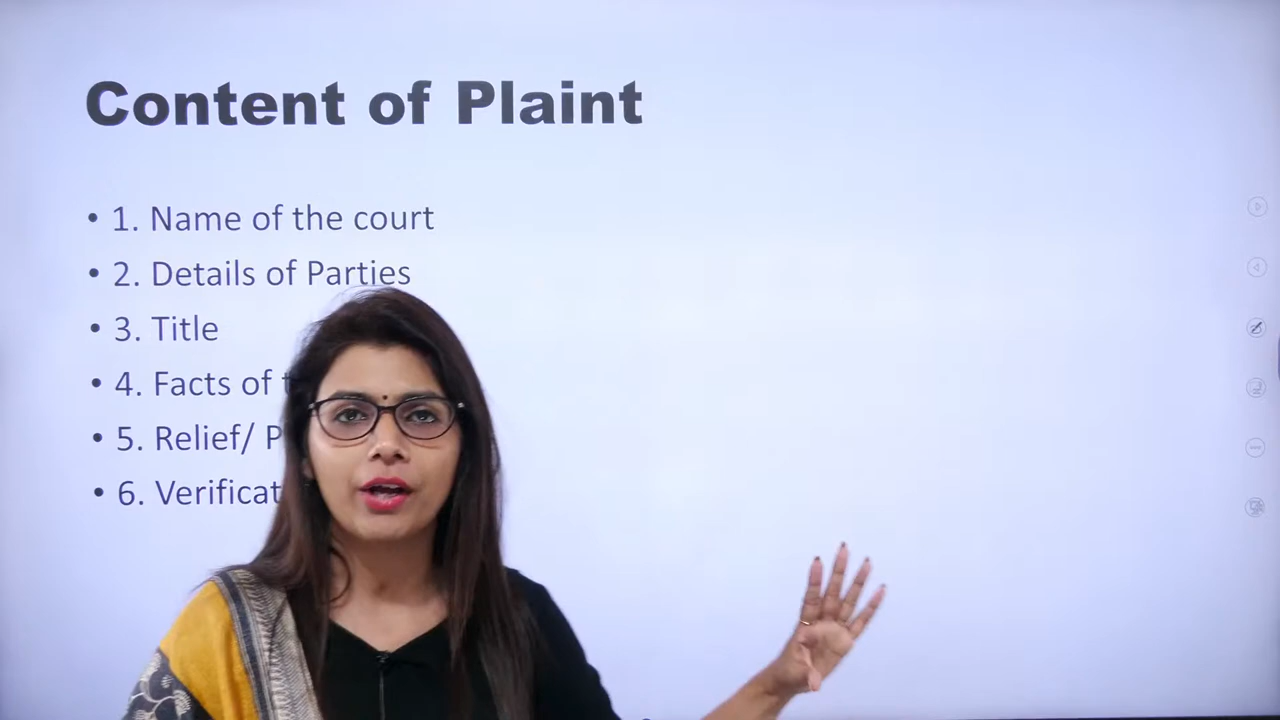 Content of Plaint
• 1. Name of the court
• 2. Details of Parties
• 3. Title
• 4. Facts of
• 5. Relief/
• 6.